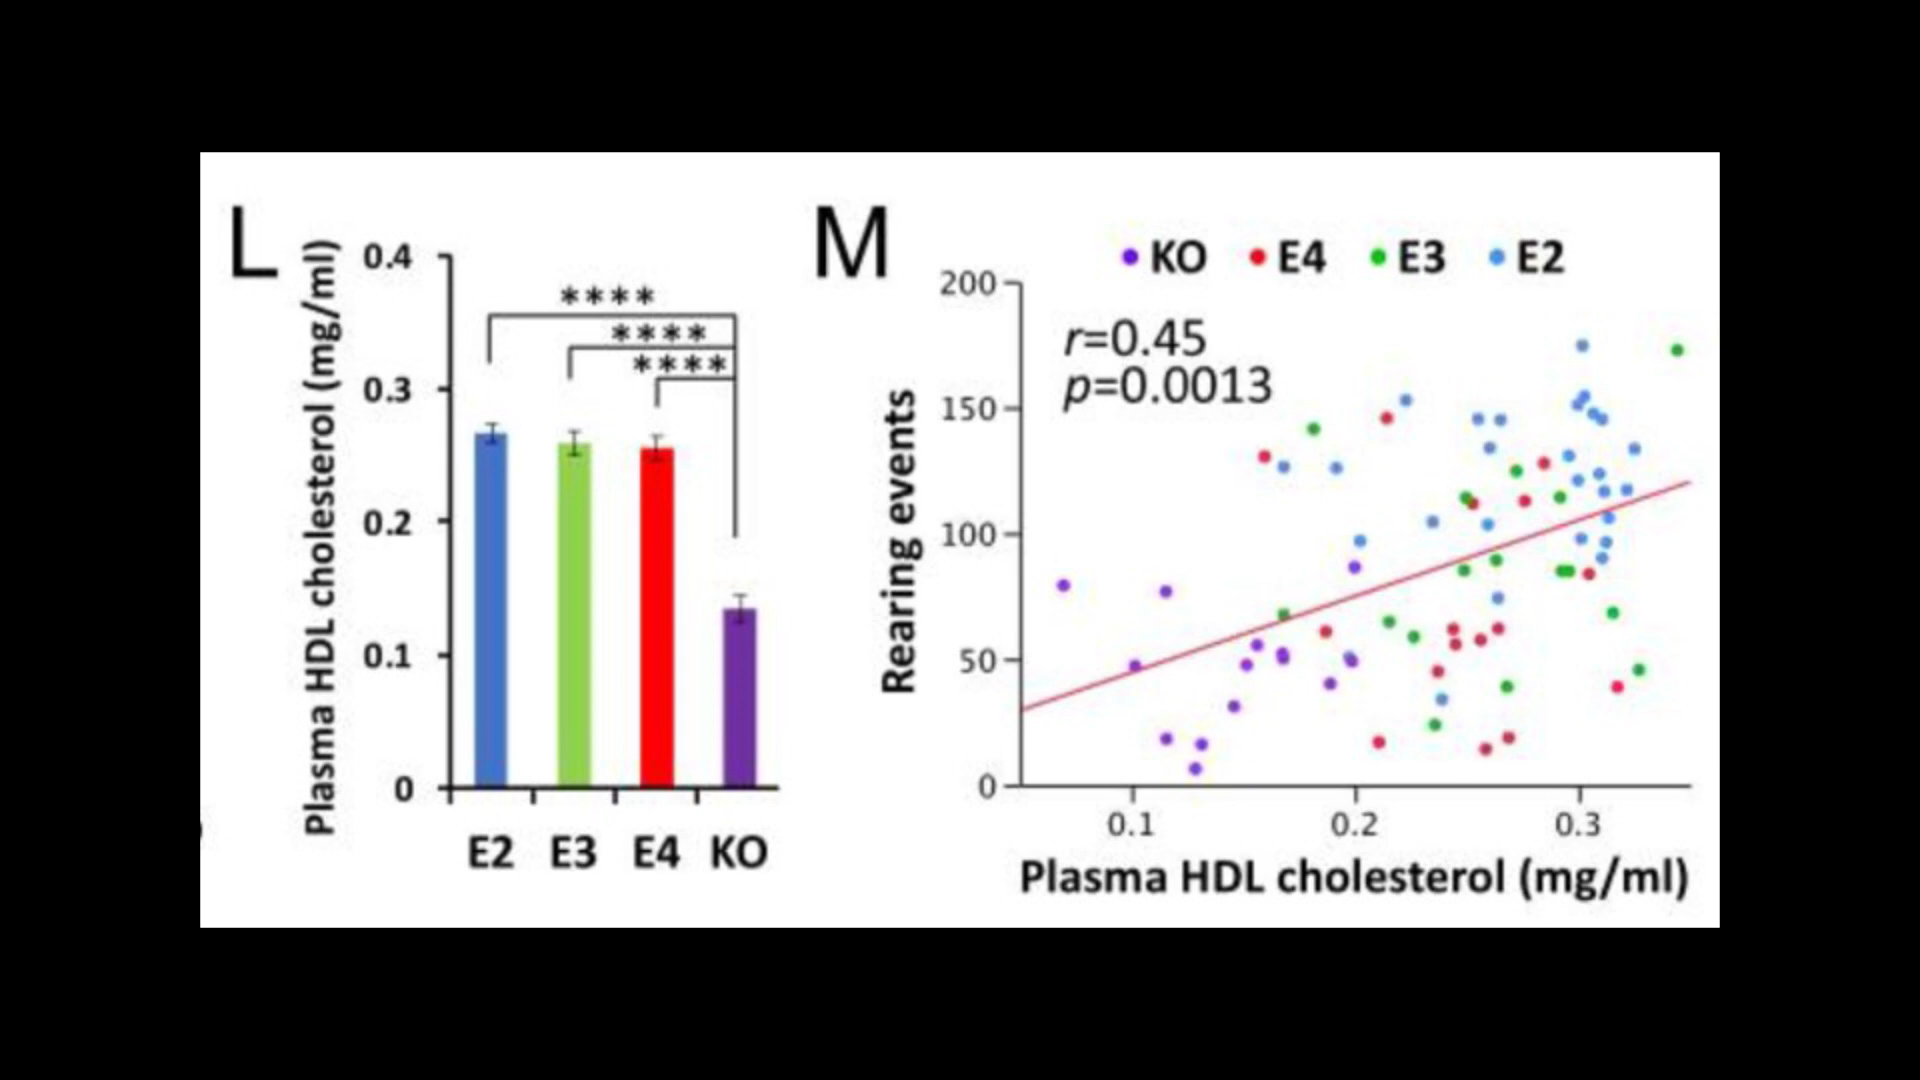 L
Plasma HDL cholesterol (mg/ml)
0.4
0.3
0.2
0.1
0
****
****
****
E2 E3 E4 KO
M
KO E4 E3 E2
r=0.45
p=0.0013
Rearing events
200
150
100
50
0
0.1 0.2 0.3
Plasma HDL cholesterol (mg/ml)